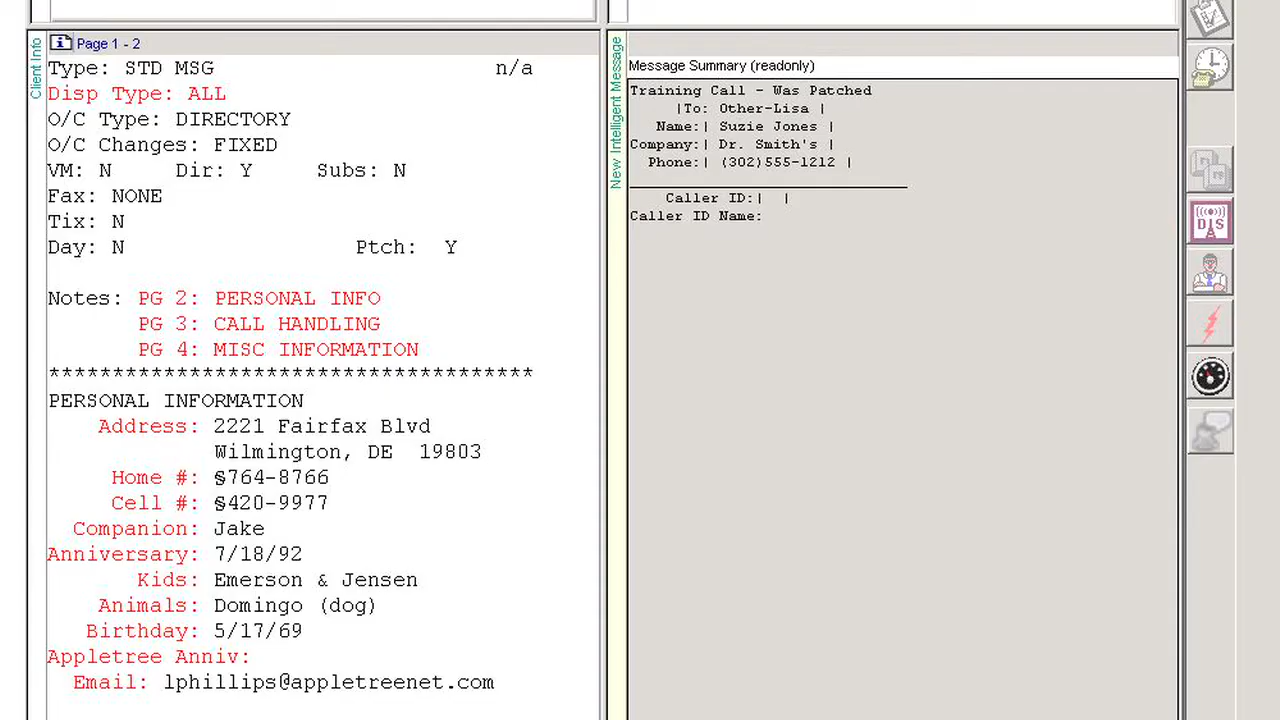 Client Info
Page 1 - 2
Type: STD MSG n/a
Disp Type: ALL
O/C Type: DIRECTORY
O/C Changes: FIXED
VM: N Dir: Y Subs: N
Fax: NONE
Tix: N
Day: N Ptch: Y
Notes: PG 2: PERSONAL INFO
PG 3: CALL HANDLING
PG 4: MISC INFORMATION
**************************************
PERSONAL INFORMATION
Address: 2221 Fairfax Blvd
Wilmington, DE 19803
Home #: §764-8766
Cell #: §420-9977
Companion: Jake
Anniversary: 7/18/92
Kids: Emerson & Jensen
Animals: Domingo (dog)
Birthday: 5/17/69
Appletree Anniv:
Email: lphillips@appletreenet.com
New Intelligent Message
Message Summary (readonly)
Training Call - Was Patched
|To: Other-Lisa |
Name:| Suzie Jones |
Company:| Dr. Smith's |
Phone:| (302)555-1212 |
Caller ID:| |
Caller ID Name:
DIS